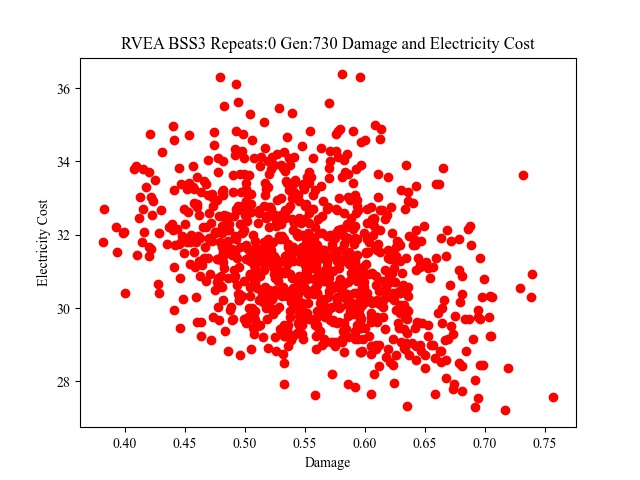 RVEA BSS3 Repeats:0 Gen:730 Damage and Electricity Cost
36
34
32
30
28
Electricity Cost
0.40 0.45 0.50 0.55 0.60 0.65 0.70 0.75
Damage